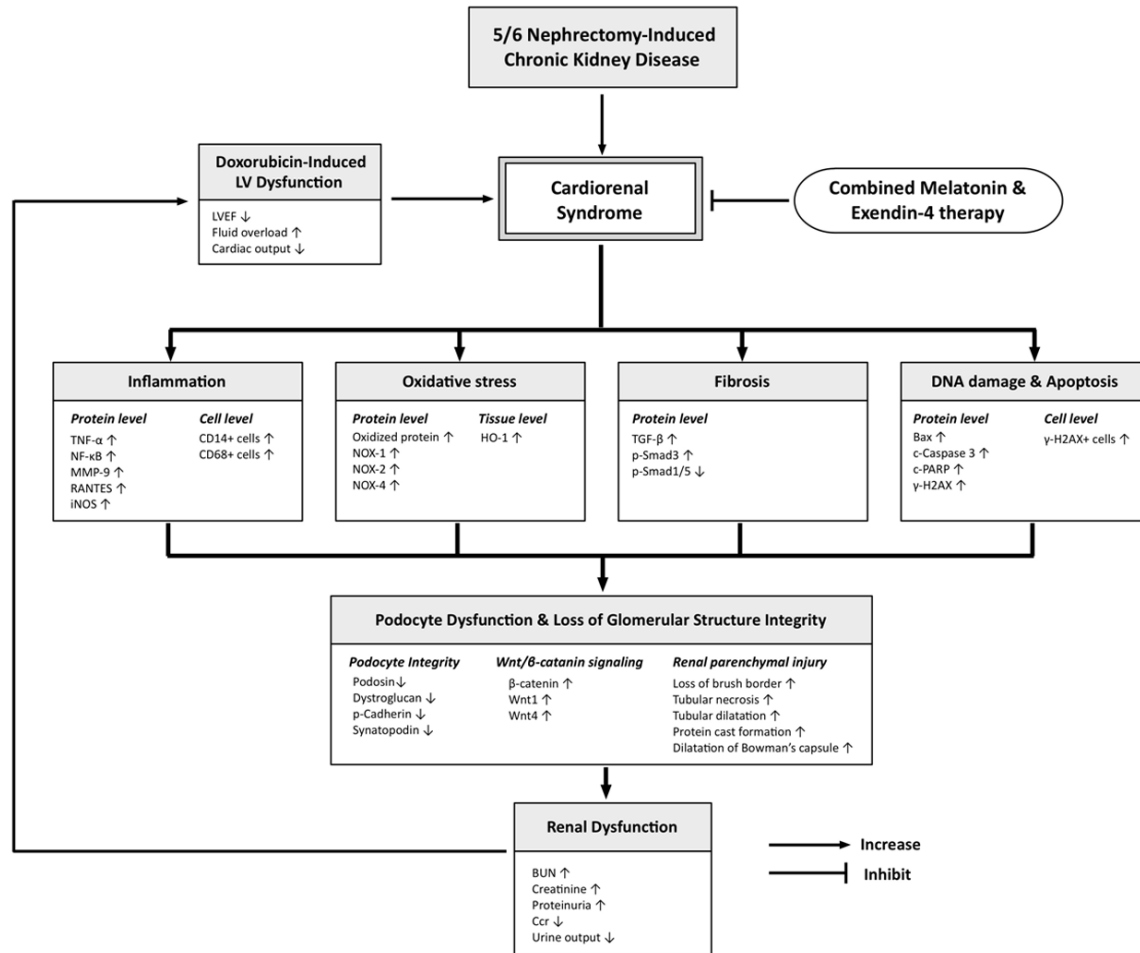 5/6 Nephrectomy-Induced
Chronic Kidney Disease
Doxorubicin-Induced
LV Dysfunction
LVEF ↓
Fluid overload ↑
Cardiac output ↓
Cardiorenal
Syndrome
Combined Melatonin &
Exendin-4 therapy
Inflammation
Protein level
TNF-α ↑
NF-κB ↑
MMP-9 ↑
RANTES ↑
iNOS ↑
Cell level
CD14+ cells ↑
CD68+ cells ↑
Oxidative stress
Protein level
Oxidized protein ↑
NOX-1 ↑
NOX-2 ↑
NOX-4 ↑
Tissue level
HO-1 ↑
Fibrosis
Protein level
TGF-β ↑
p-Smad3 ↑
p-Smad1/5 ↓
DNA damage & Apoptosis
Protein level
Bax ↑
c-Caspase 3 ↑
c-PARP ↑
γ-H2AX ↑
Cell level
γ-H2AX+ cells ↑
Podocyte Dysfunction & Loss of Glomerular Structure Integrity
Podocyte Integrity
Podosin↓
Dystroglucan ↓
p-Cadherin ↓
Synatopodin ↓
Wnt/β-catanin signaling
β-catenin ↑
Wnt1 ↑
Wnt4 ↑
Renal parenchymal injury
Loss of brush border ↑
Tubular necrosis ↑
Tubular dilatation ↑
Protein cast formation ↑
Dilatation of Bowman's capsule ↑
Renal Dysfunction
BUN ↑
Creatinine ↑
Proteinuria ↑
Ccr ↓
Urine output ↓
Increase
Inhibit